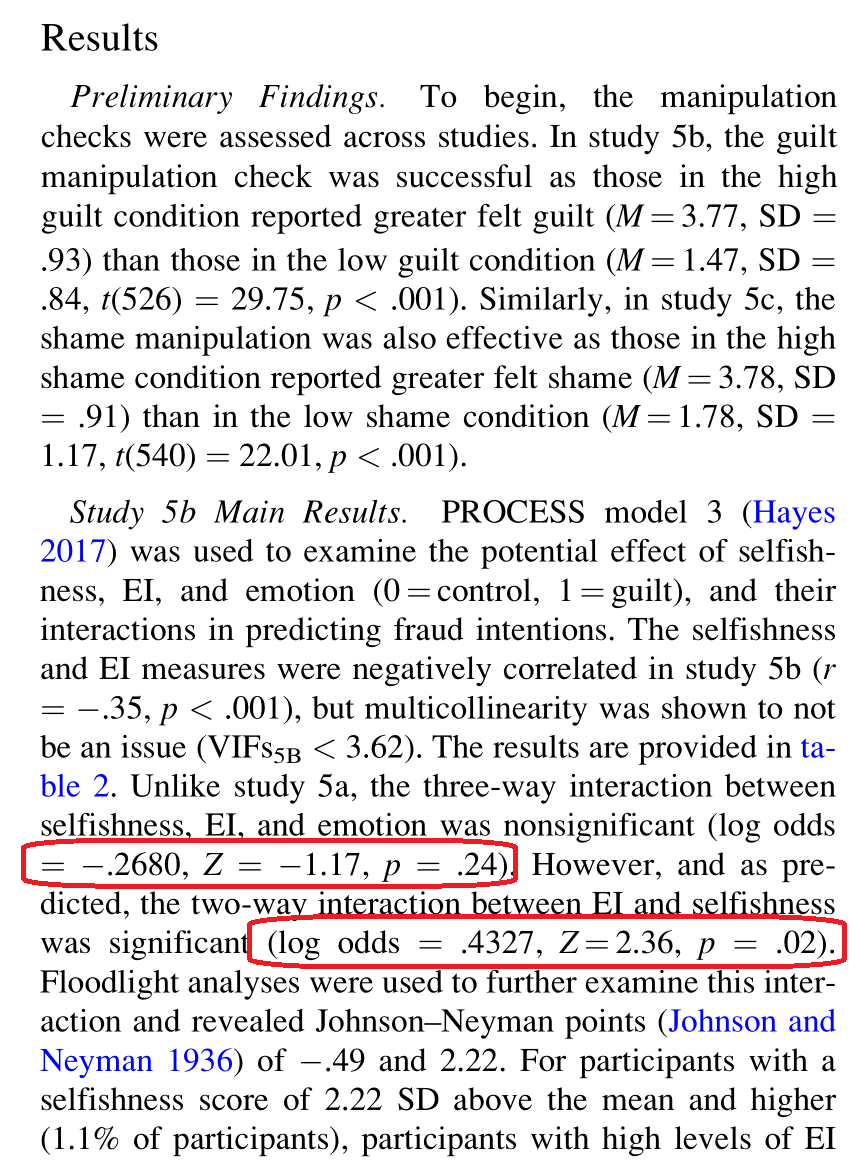 Results
Preliminary Findings. To begin, the manipulation
checks were assessed across studies. In study 5b, the guilt
manipulation check was successful as those in the high
guilt condition reported greater felt guilt (M = 3.77, SD =
.93) than those in the low guilt condition (M = 1.47, SD =
.84, t(526) = 29.75, p < .001). Similarly, in study 5c, the
shame manipulation was also effective as those in the high
shame condition reported greater felt shame (M = 3.78, SD
= .91) than in the low shame condition (M = 1.78, SD =
1.17, t(540) = 22.01, p < .001).
Study 5b Main Results. PROCESS model 3 (Hayes
2017) was used to examine the potential effect of selfish-
ness, EI, and emotion (0 = control, 1 = guilt), and their
interactions in predicting fraud intentions. The selfishness
and EI measures were negatively correlated in study 5b (r
= −.35, p < .001), but multicollinearity was shown to not
be an issue (VIFs5B < 3.62). The results are provided in ta-
ble 2. Unlike study 5a, the three-way interaction between
selfishness, EI, and emotion was nonsignificant (log odds
= −.2680, Z = −1.17, p = .24). However, and as pre-
dicted, the two-way interaction between EI and selfishness
was significant (log odds = .4327, Z = 2.36, p = .02).
Floodlight analyses were used to further examine this inter-
action and revealed Johnson–Neyman points (Johnson and
Neyman 1936) of −.49 and 2.22. For participants with a
selfishness score of 2.22 SD above the mean and higher
(1.1% of participants), participants with high levels of EI